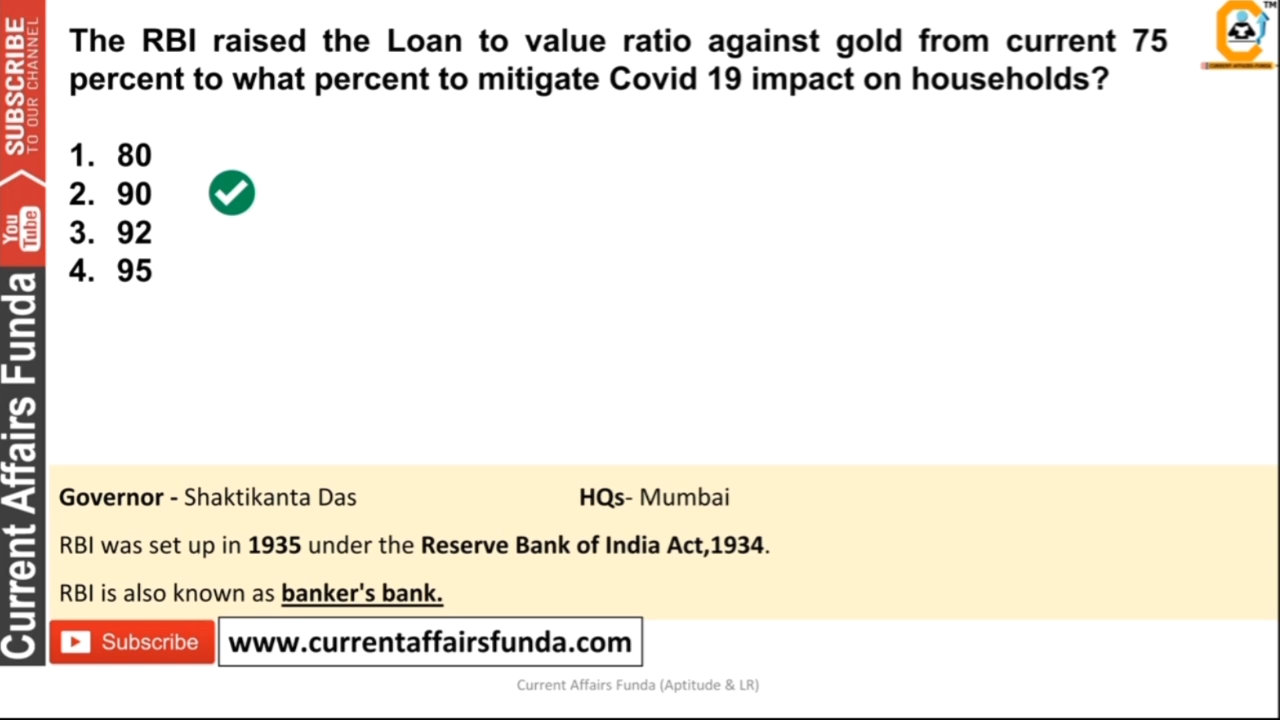 The RBI raised the Loan to value ratio against gold from current 75
percent to what percent to mitigate Covid 19 impact on households?
1. 80
2. 90
3. 92
4. 95
Governor - Shaktikanta Das
HQs- Mumbai
RBI was set up in 1935 under the Reserve Bank of India Act,1934.
RBI is also known as banker's bank.
Subscribe
www.currentaffairsfunda.com
Current Affairs Funda (Aptitude & LR)
SUBSCRIBE
TO OUR CHANNEL
You
Tube
Current Affairs Funda
TM
CURRENT AFFAIRS FUNDA